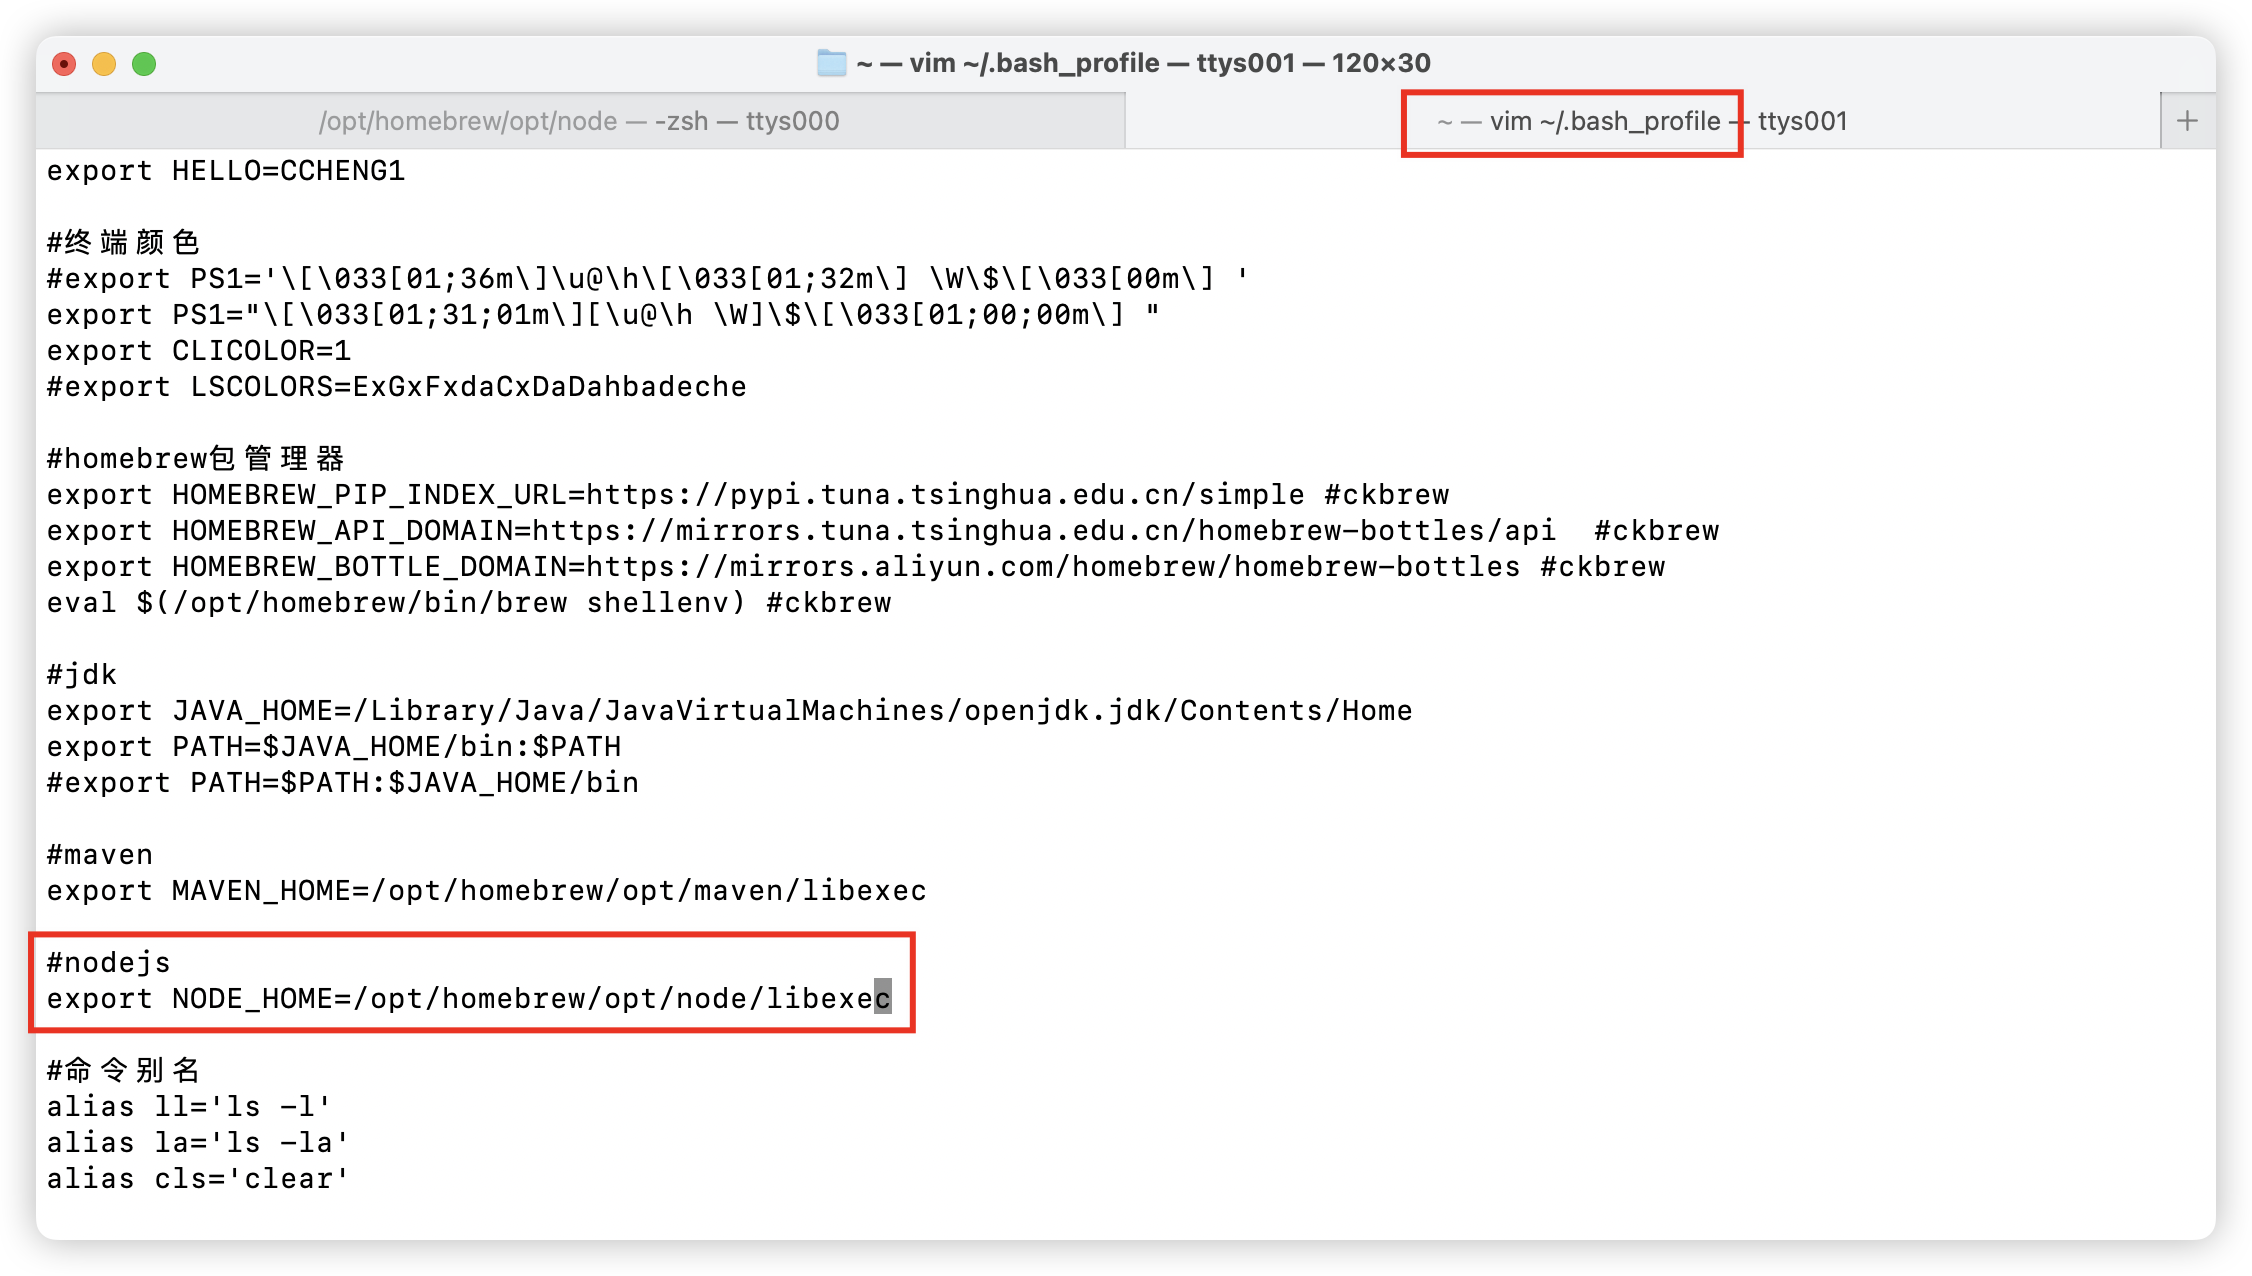 ~ — vim ~/.bash_profile — ttys001 — 120×30
/opt/homebrew/opt/node — -zsh — ttys000
~ — vim ~/.bash_profile — ttys001
+
export HELLO=CCHENG1
#终端颜色
#export PS1='\[\033[01;36m\]\u@\h\[\033[01;32m\] \W\$\[\033[00m\] '
export PS1="\[\033[01;31;01m\][\u@\h \W]\$\[\033[01;00;00m\] "
export CLICOLOR=1
#export LSCOLORS=ExGxFxdaCxDaDahbadeche
#homebrew包管理器
export HOMEBREW_PIP_INDEX_URL=https://pypi.tuna.tsinghua.edu.cn/simple #ckbrew
export HOMEBREW_API_DOMAIN=https://mirrors.tuna.tsinghua.edu.cn/homebrew-bottles/api  #ckbrew
export HOMEBREW_BOTTLE_DOMAIN=https://mirrors.aliyun.com/homebrew/homebrew-bottles #ckbrew
eval $(/opt/homebrew/bin/brew shellenv) #ckbrew
#jdk
export JAVA_HOME=/Library/Java/JavaVirtualMachines/openjdk.jdk/Contents/Home
export PATH=$JAVA_HOME/bin:$PATH
#export PATH=$PATH:$JAVA_HOME/bin
#maven
export MAVEN_HOME=/opt/homebrew/opt/maven/libexec
#nodejs
export NODE_HOME=/opt/homebrew/opt/node/libexec
#命令别名
alias ll='ls -l'
alias la='ls -la'
alias cls='clear'